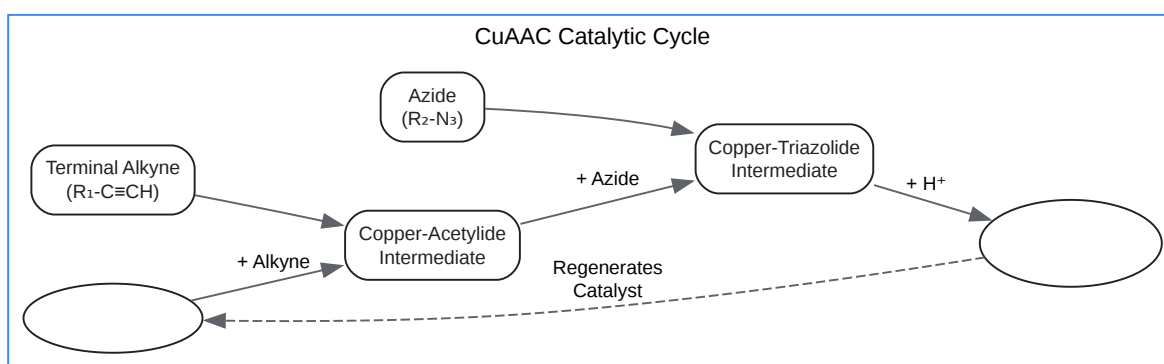 CuAAC Catalytic Cycle
Azide
(R₂-N₃)
Terminal Alkyne
(R₁-C≡CH)
Copper-Triazolide
Intermediate
+ Azide
+ H⁺
Copper-Acetylide
Intermediate
+ Alkyne
Regenerates
Catalyst